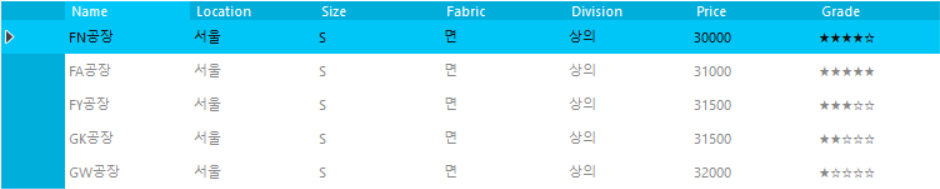 Name Location Size Fabric Division Price Grade
FN공장 서울 S 면 상의 30000 ★★★★☆
FA공장 서울 S 면 상의 31000 ★★★★★
FY공장 서울 S 면 상의 31500 ★★★☆☆
GK공장 서울 S 면 상의 31500 ★★☆☆☆
GW공장 서울 S 면 상의 32000 ★☆☆☆☆